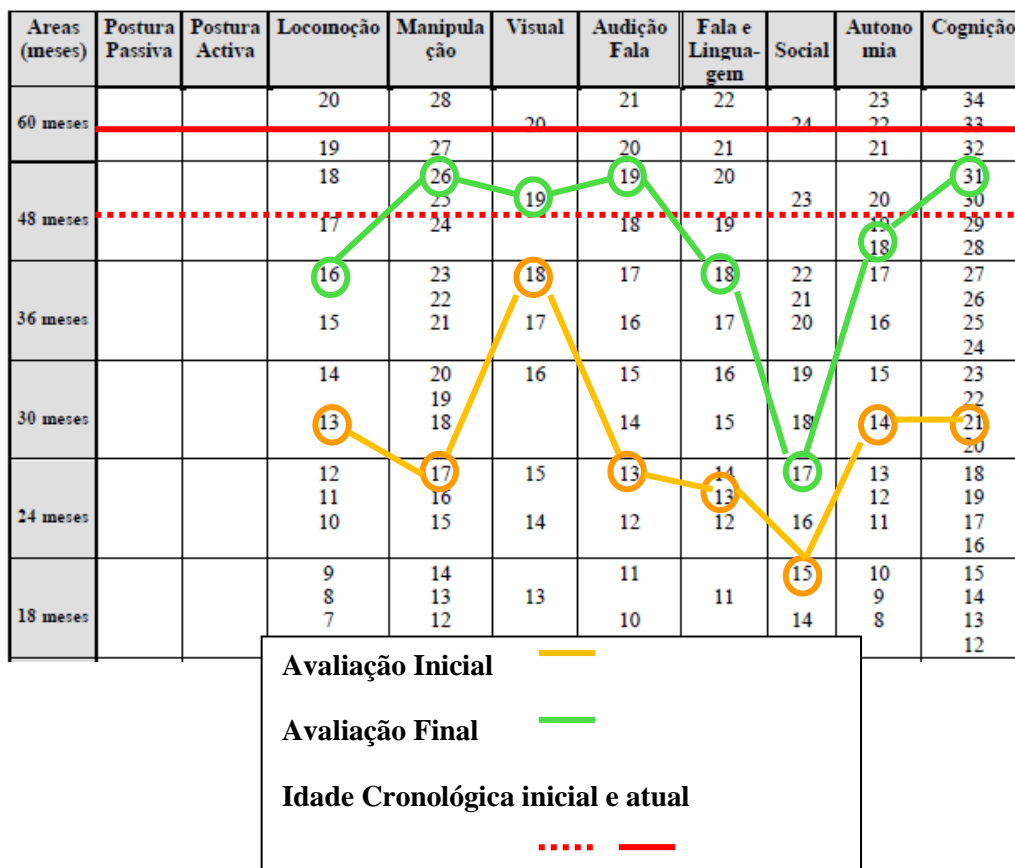 Areas Postura Postura Locomoção Manipula Visual Audição Fala e Social Autono Cognição
(meses) Passiva Activa ção Fala Lingua- mia
gem
20 28 21 22 23 34
60 meses 20 24 22 33
19 27 20 21 21 32
18 26 19 20 31
25 19 23 20 30
48 meses 17 24 18 19 19 29
18 28
16 23 18 17 18 22 17 27
22 21 26
36 meses 15 21 17 16 17 20 16 25
24
14 20 16 15 16 19 15 23
19 22
30 meses 13 18 14 15 18 14 21
20
12 17 15 13 14 17 13 18
11 16 13 12 19
24 meses 10 15 14 12 12 16 11 17
16
9 14 11 15 10 15
8 13 13 11 9 14
18 meses 7 12 10 14 8 13
12
Avaliação Inicial
Avaliação Final
Idade Cronológica inicial e atual